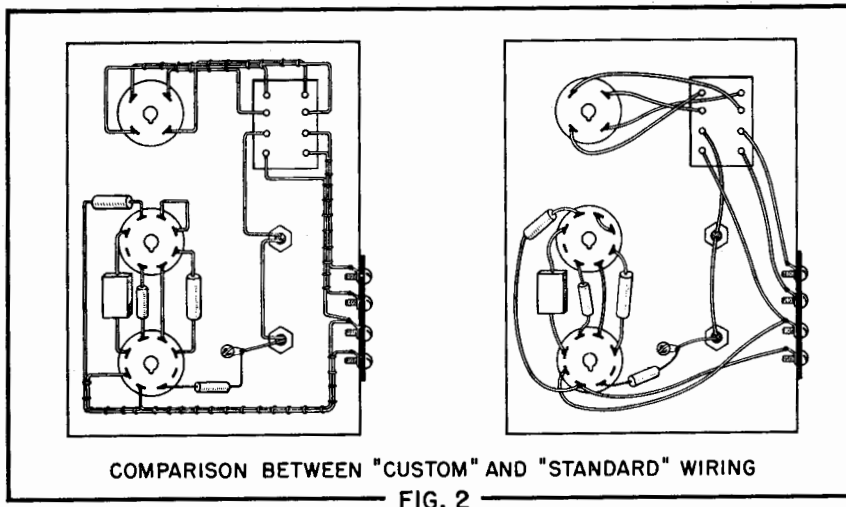 COMPARISON BETWEEN "CUSTOM" AND "STANDARD" WIRING
FIG. 2